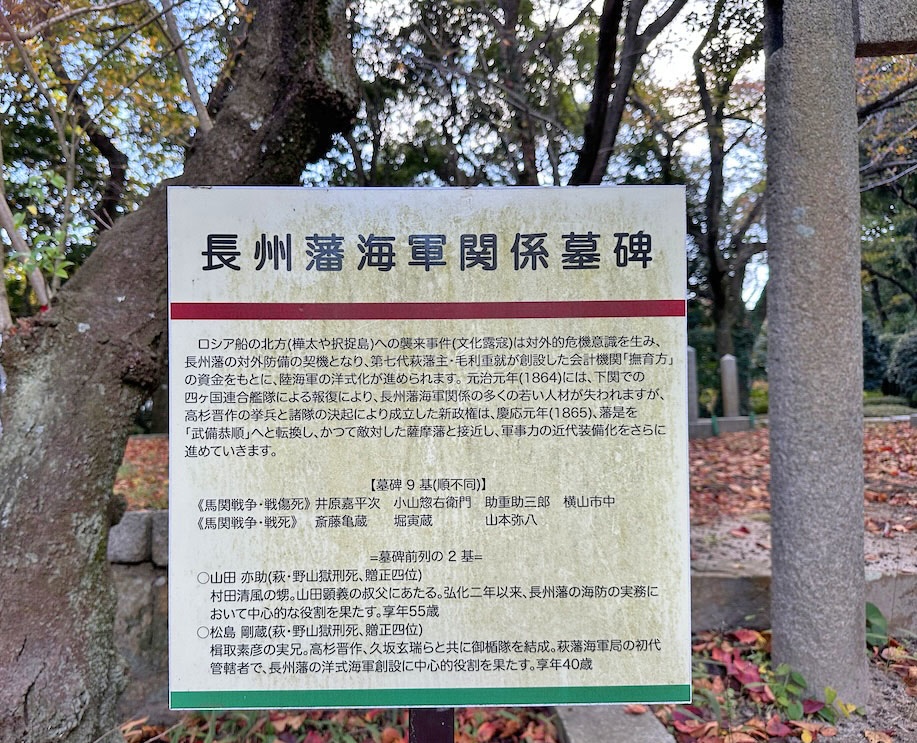 長州藩海軍関係墓碑
ロシア船の北方(樺太や択捉島)への襲来事件(文化露寇)は対外的危機意識を生み、
長州藩の対外防備の契機となり、第七代萩藩主・毛利重就が創設した会計機関「撫育方」
の資金をもとに、陸海軍の洋式化が進められます。元治元年(1864)には、下関での
四ヶ国連合艦隊による報復により、長州藩海軍関係の多くの若い人材が失われますが、
高杉晋作の挙兵と諸隊の決起により成立した新政権は、慶応元年(1865)、藩是を
「武備恭順」へと転換し、かつて敵対した薩摩藩と接近し、軍事力の近代装備化をさらに
進めていきます。
【墓碑9基(順不同)】
《馬関戦争・戦傷死》井原嘉平次 小山惣右衛門 助重助三郎 横山市中
《馬関戦争・戦死》 斎藤亀蔵 堀寅蔵 山本弥八
=墓碑前列の2基=
○山田 亦助(萩・野山獄刑死、贈正四位)
村田清風の甥。山田顕義の叔父にあたる。弘化二年以来、長州藩の海防の実務に
おいて中心的な役割を果たす。享年55歳
○松島 剛蔵(萩・野山獄刑死、贈正四位)
楫取素彦の実兄。高杉晋作、久坂玄瑞らと共に御楯隊を結成。萩藩海軍局の初代
管轄者で、長州藩の洋式海軍創設に中心的役割を果たす。享年40歳